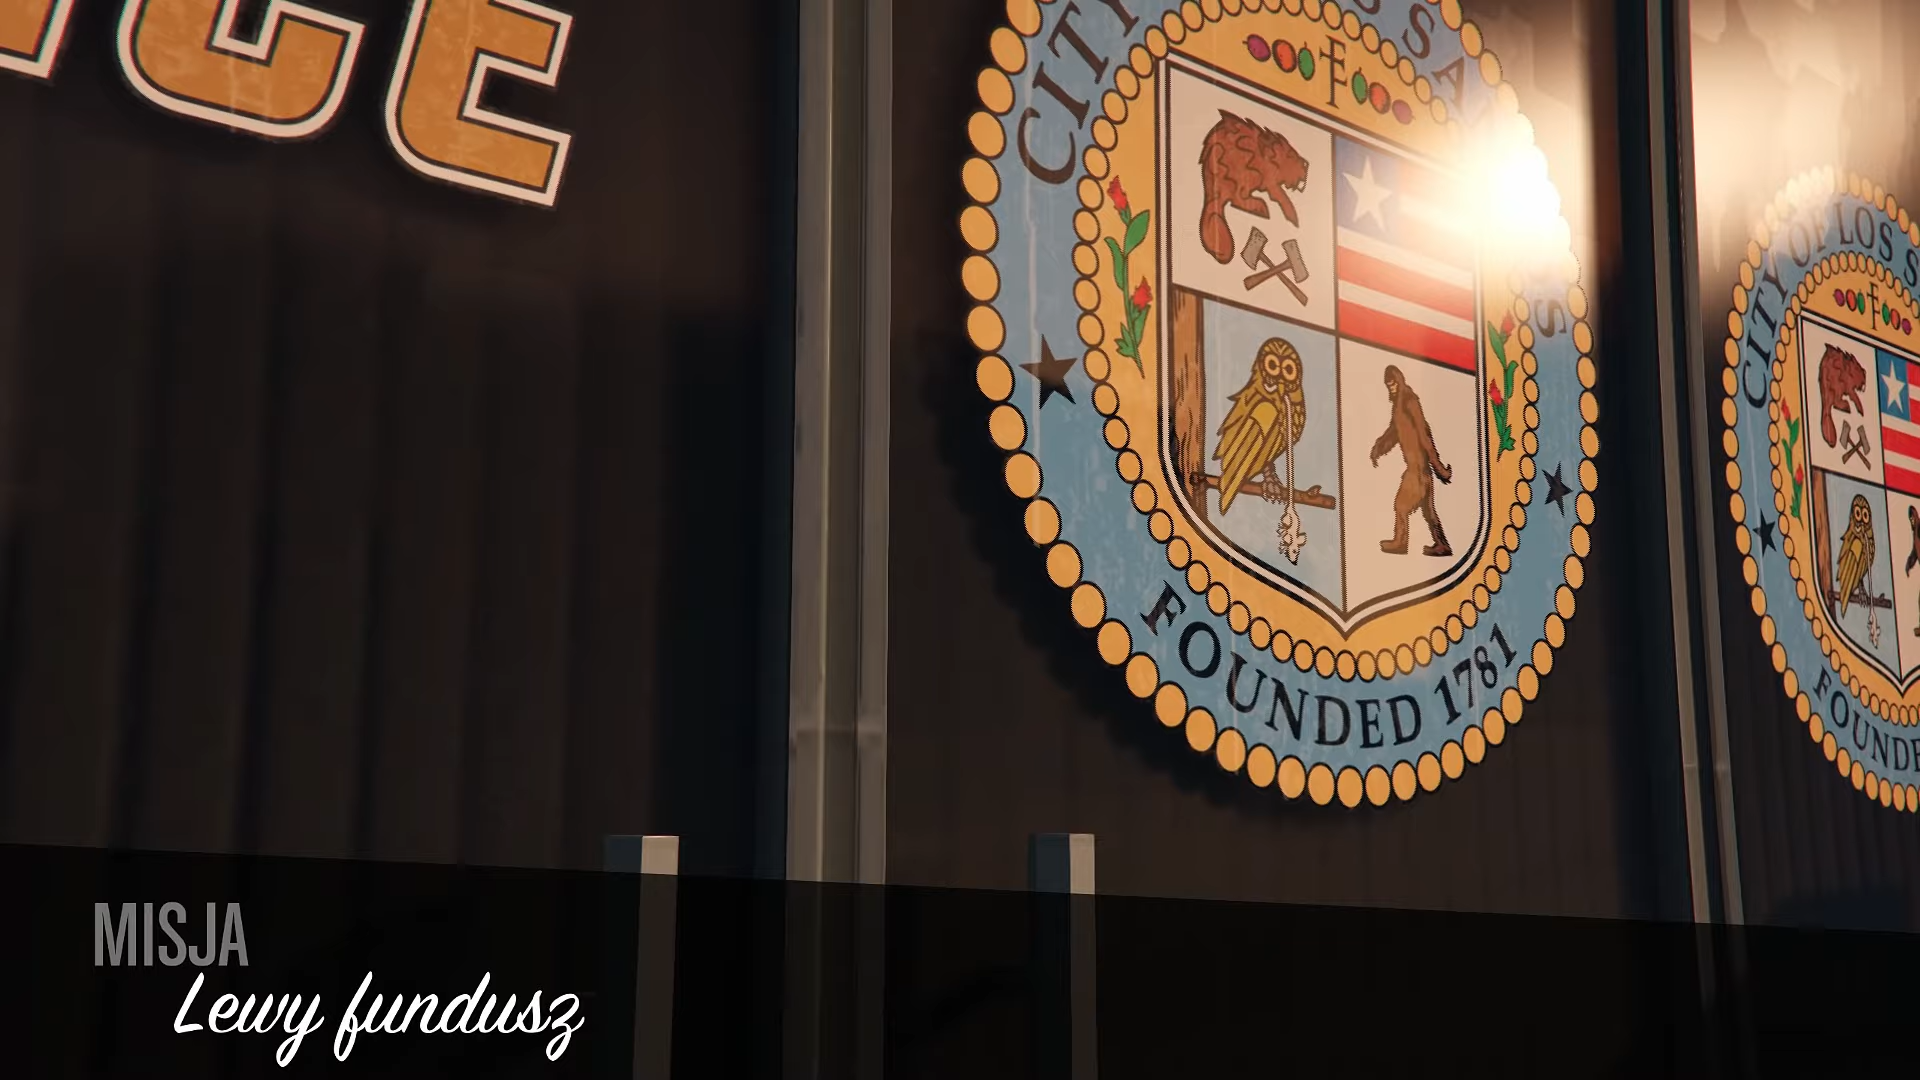 ICE
CITY OF LOS SANTOS
FOUNDED 1781
CITY OF LOS S
FOUNDE
MISJA
Lewy fundusz